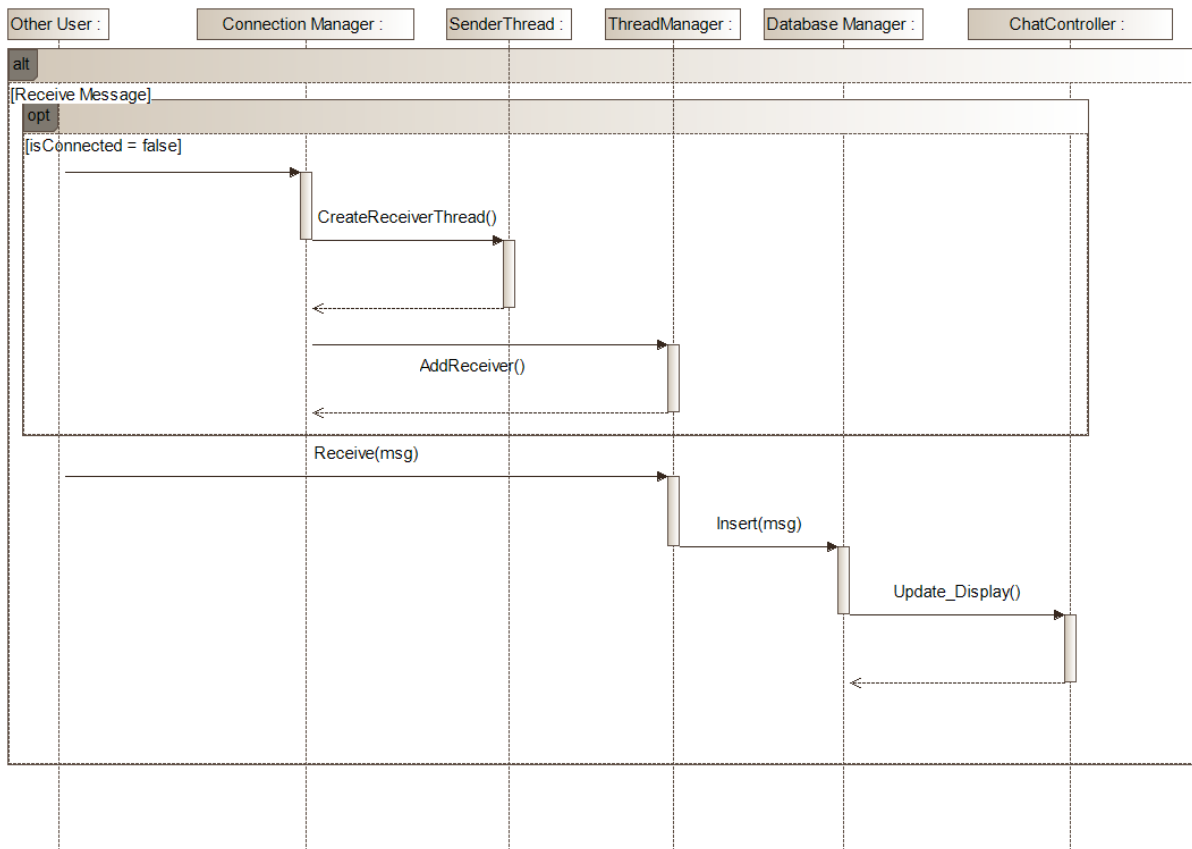 Other User :
Connection Manager :
SenderThread :
ThreadManager :
Database Manager :
ChatController :
alt
[Receive Message]
opt
[isConnected = false]
CreateReceiverThread()
AddReceiver()
Receive(msg)
Insert(msg)
Update_Display()